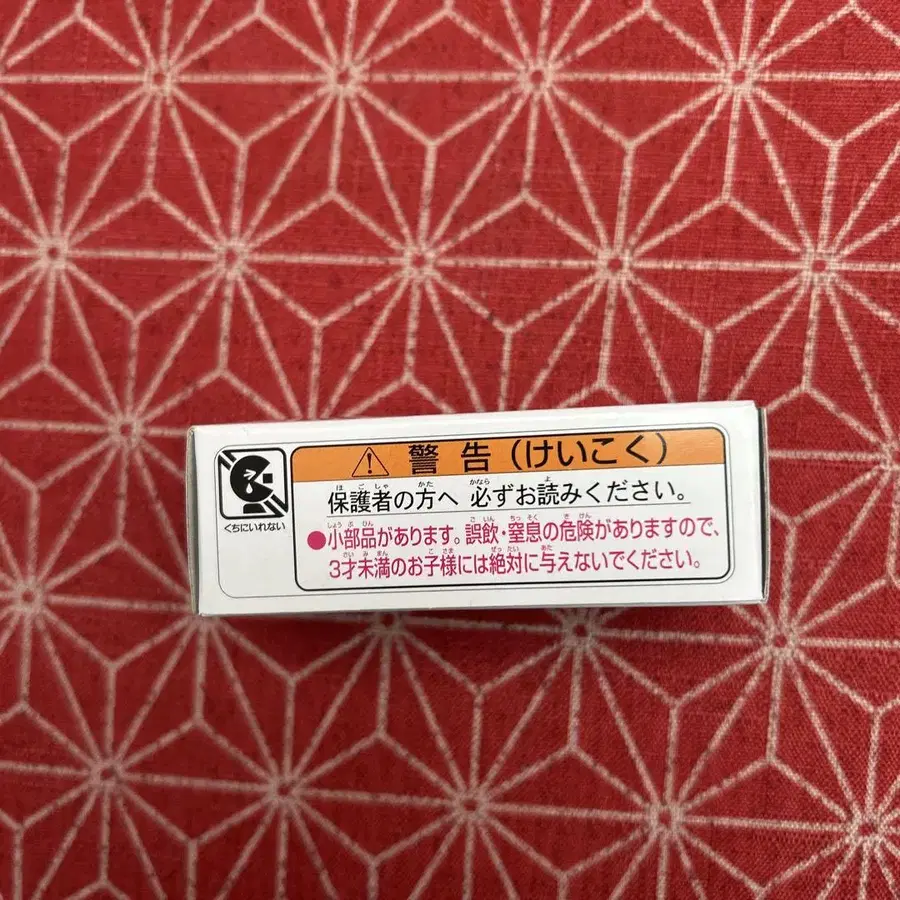 警告(けいこく)
くちにいれない
保護者の方へ 必ずお読みください。
●小部品があります。誤飲・窒息の危険がありますので、
3才未満のお子様には絶対に与えないでください。